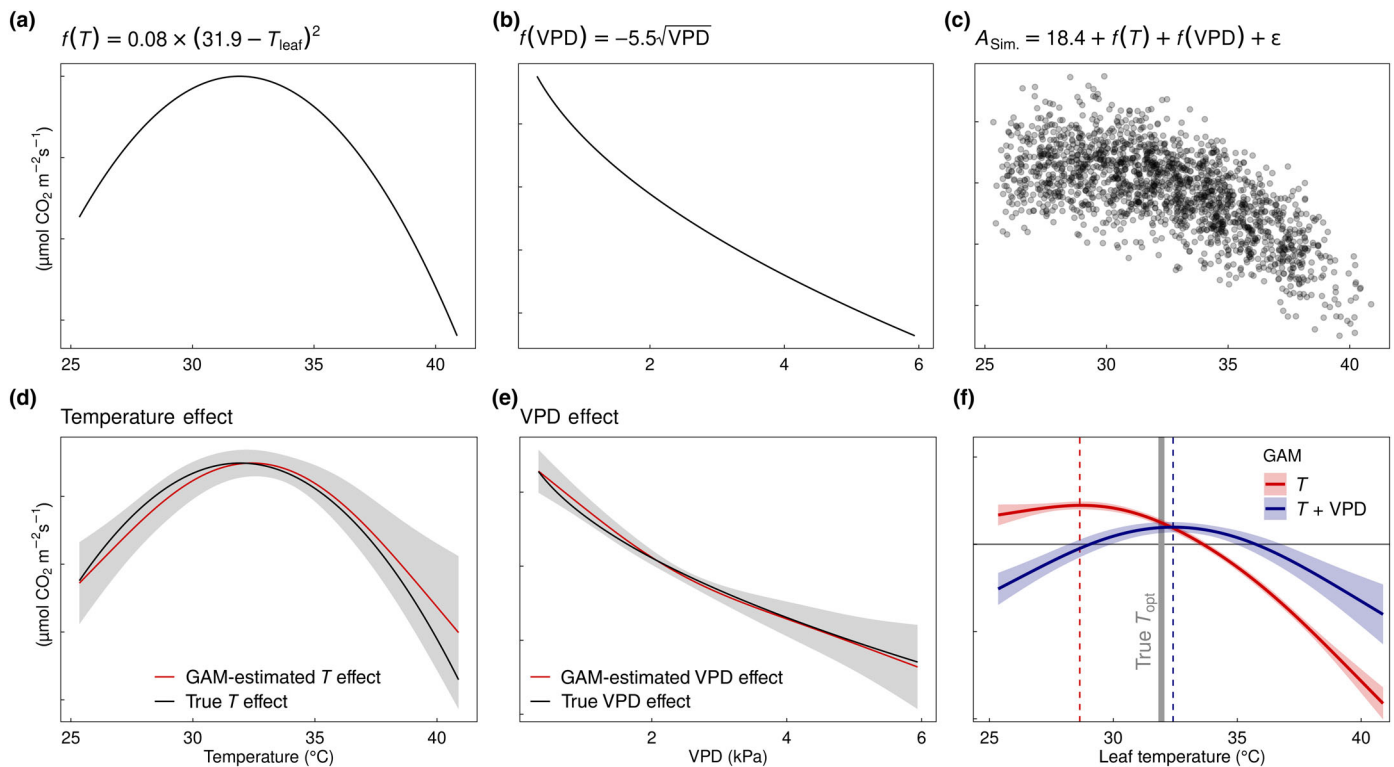 (a)
f(T) = 0.08 × (31.9 − T_leaf)²
(µmol CO₂ m⁻²s⁻¹)
25 30 35 40
(b)
f(VPD) = −5.5√VPD
2 4 6
(c)
A_Sim. = 18.4 + f(T) + f(VPD) + ε
25 30 35 40
(d)
Temperature effect
(µmol CO₂ m⁻²s⁻¹)
GAM-estimated T effect
True T effect
25 30 35 40
Temperature (°C)
(e)
VPD effect
GAM-estimated VPD effect
True VPD effect
2 4 6
VPD (kPa)
(f)
GAM
T
T + VPD
True T_opt
25 30 35 40
Leaf temperature (°C)